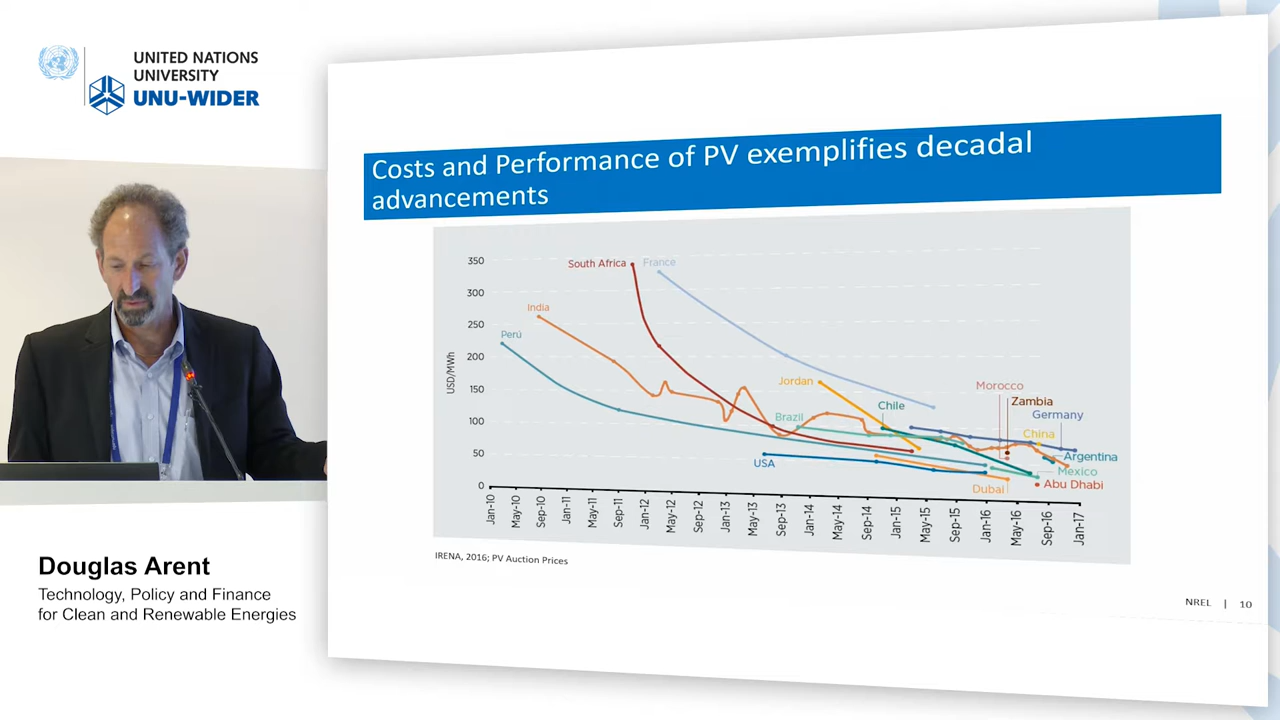 UNITED NATIONS
UNIVERSITY
UNU-WIDER
Costs and Performance of PV exemplifies decadal
advancements
USD/MWh
350
300
250
200
150
100
50
0
South Africa
France
India
Perú
Jordan
Morocco
Zambia
Chile
Germany
Brazil
China
Argentina
USA
Mexico
Dubai
Abu Dhabi
Jan-10
May-10
Sep-10
Jan-11
May-11
Sep-11
Jan-12
May-12
Sep-12
Jan-13
May-13
Sep-13
Jan-14
May-14
Sep-14
Jan-15
May-15
Sep-15
Jan-16
May-16
Sep-16
Jan-17
IRENA, 2016; PV Auction Prices
NREL | 10
Douglas Arent
Technology, Policy and Finance
for Clean and Renewable Energies